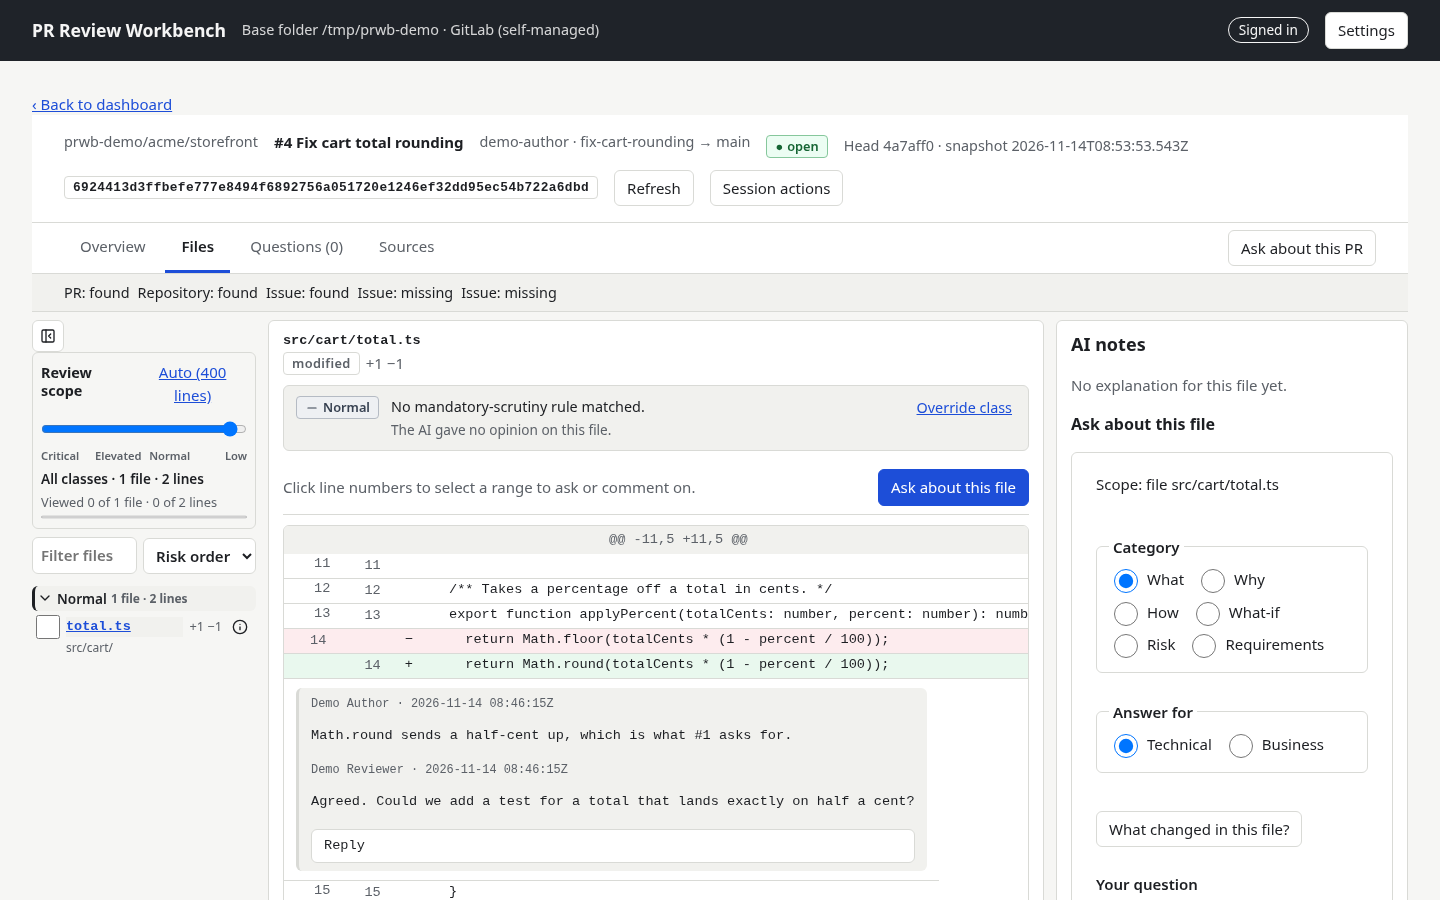 PR Review Workbench
Base folder /tmp/prwb-demo · GitLab (self-managed)
Signed in
Settings
‹ Back to dashboard
prwb-demo/acme/storefront
#4 Fix cart total rounding
demo-author · fix-cart-rounding → main
● open
Head 4a7aff0 · snapshot 2026-11-14T08:53:53.543Z
6924413d3ffbefe777e8494f6892756a051720e1246ef32dd95ec54b722a6dbd
Refresh
Session actions
Overview
Files
Questions (0)
Sources
Ask about this PR
PR: found Repository: found Issue: found Issue: missing Issue: missing
Review scope
Auto (400 lines)
Critical Elevated Normal Low
All classes · 1 file · 2 lines
Viewed 0 of 1 file · 0 of 2 lines
Filter files
Risk order
Normal 1 file · 2 lines
total.ts +1 −1
src/cart/
src/cart/total.ts
modified +1 −1
— Normal
No mandatory-scrutiny rule matched.
The AI gave no opinion on this file.
Override class
Click line numbers to select a range to ask or comment on.
Ask about this file
@@ -11,5 +11,5 @@
11 11
12 12 /** Takes a percentage off a total in cents. */
13 13 export function applyPercent(totalCents: number, percent: number): numb
14 − return Math.floor(totalCents * (1 - percent / 100));
14 + return Math.round(totalCents * (1 - percent / 100));
Demo Author · 2026-11-14 08:46:15Z
Math.round sends a half-cent up, which is what #1 asks for.
Demo Reviewer · 2026-11-14 08:46:15Z
Agreed. Could we add a test for a total that lands exactly on half a cent?
Reply
15 15 }
AI notes
No explanation for this file yet.
Ask about this file
Scope: file src/cart/total.ts
Category
What Why
How What-if
Risk Requirements
Answer for
Technical Business
What changed in this file?
Your question